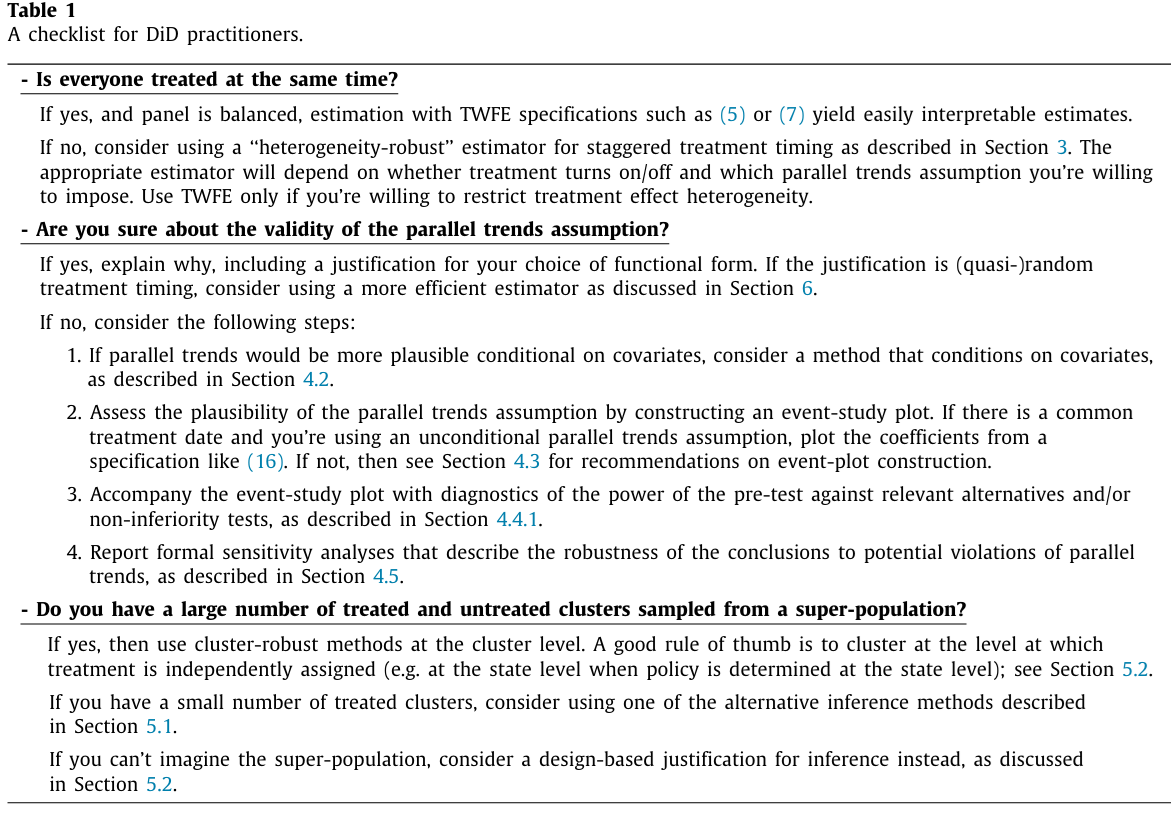 Table 1
A checklist for DiD practitioners.
- Is everyone treated at the same time?
If yes, and panel is balanced, estimation with TWFE specifications such as (5) or (7) yield easily interpretable estimates.
If no, consider using a “heterogeneity-robust” estimator for staggered treatment timing as described in Section 3. The
appropriate estimator will depend on whether treatment turns on/off and which parallel trends assumption you’re willing
to impose. Use TWFE only if you’re willing to restrict treatment effect heterogeneity.
- Are you sure about the validity of the parallel trends assumption?
If yes, explain why, including a justification for your choice of functional form. If the justification is (quasi-)random
treatment timing, consider using a more efficient estimator as discussed in Section 6.
If no, consider the following steps:
1. If parallel trends would be more plausible conditional on covariates, consider a method that conditions on covariates,
as described in Section 4.2.
2. Assess the plausibility of the parallel trends assumption by constructing an event-study plot. If there is a common
treatment date and you’re using an unconditional parallel trends assumption, plot the coefficients from a
specification like (16). If not, then see Section 4.3 for recommendations on event-plot construction.
3. Accompany the event-study plot with diagnostics of the power of the pre-test against relevant alternatives and/or
non-inferiority tests, as described in Section 4.4.1.
4. Report formal sensitivity analyses that describe the robustness of the conclusions to potential violations of parallel
trends, as described in Section 4.5.
- Do you have a large number of treated and untreated clusters sampled from a super-population?
If yes, then use cluster-robust methods at the cluster level. A good rule of thumb is to cluster at the level at which
treatment is independently assigned (e.g. at the state level when policy is determined at the state level); see Section 5.2.
If you have a small number of treated clusters, consider using one of the alternative inference methods described
in Section 5.1.
If you can’t imagine the super-population, consider a design-based justification for inference instead, as discussed
in Section 5.2.